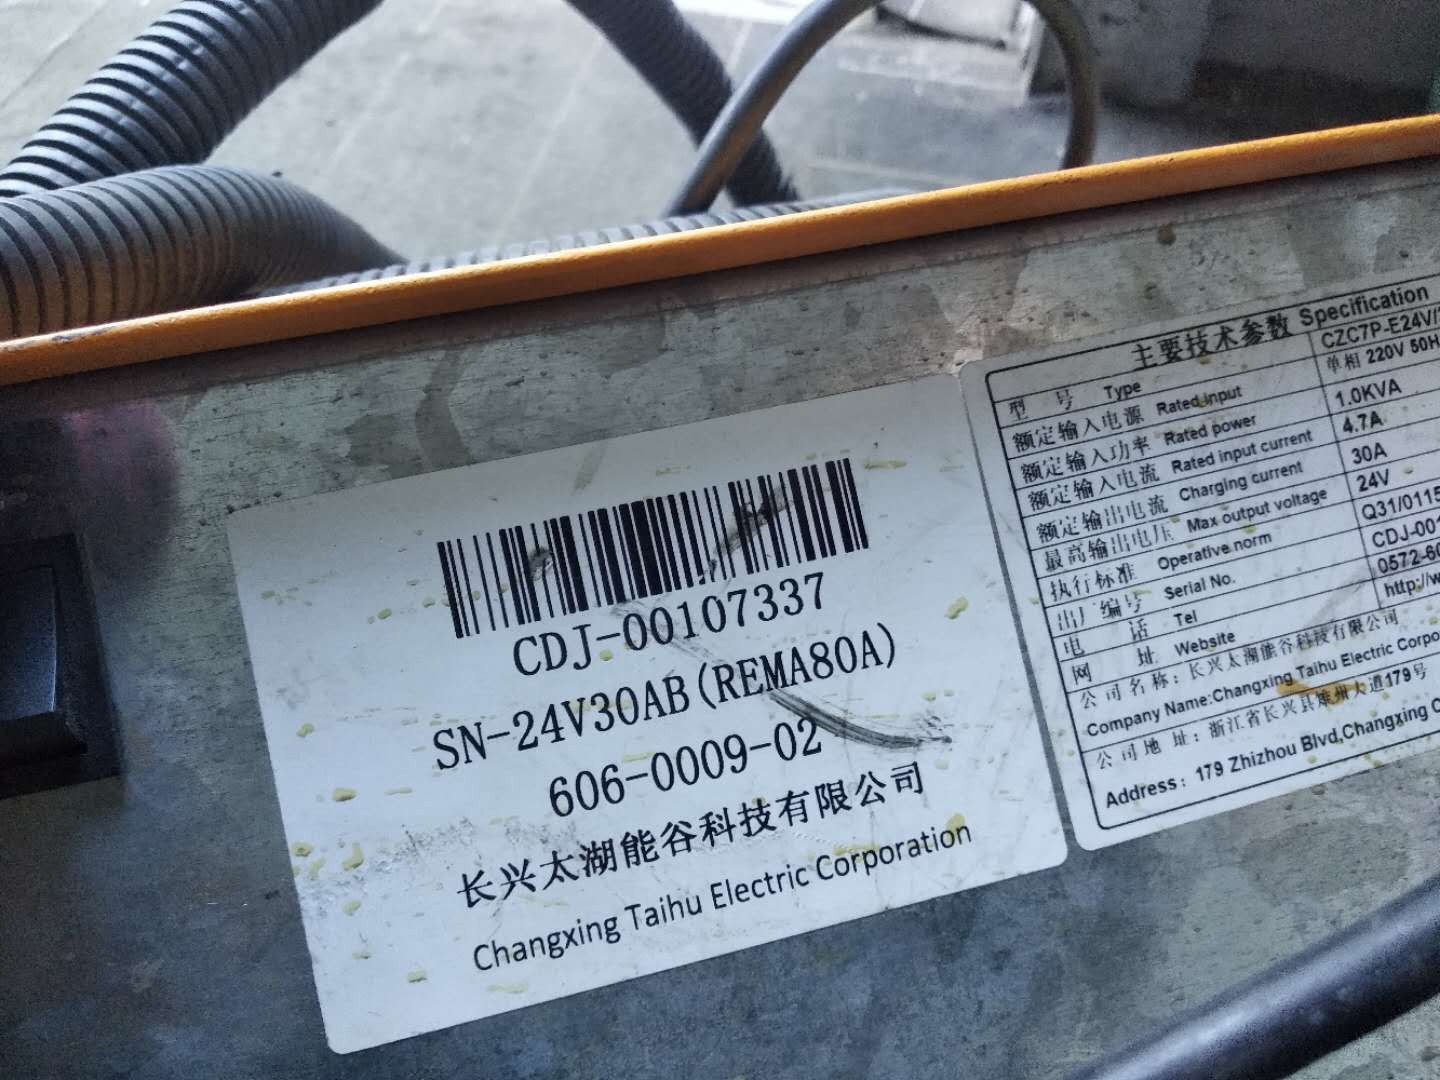 CDJ-00107337
SN-24V30AB(REMA80A)
606-0009-02
长兴太湖能谷科技有限公司
Changxing Taihu Electric Corporation
主要技术参数 Specification
型 号 Type CZC7P-E24V/
额定输入电源 Rated input 单相 220V 50H
额定输入功率 Rated power 1.0KVA
额定输入电流 Rated input current 4.7A
额定输出电流 Charging current 30A
最高输出电压 Max output voltage 24V
执行标准 Operative norm Q31/0115
出厂编号 Serial No. CDJ-001
电 话 Tel 0572-60
网 址 Website http://w
公司名称: 长兴太湖能谷科技有限公司
Company Name:Changxing Taihu Electric Corpo
公司地址: 浙江省长兴县雉州大道179号
Address: 179 Zhizhou Blvd,Changxing C